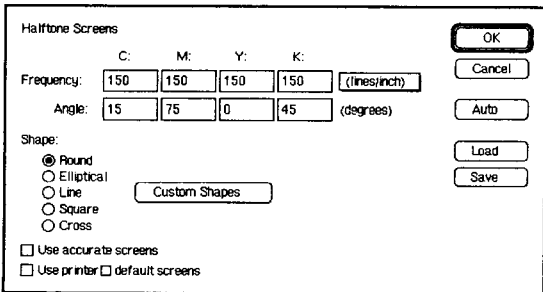 Halftone Screens
OK
C: M: Y: K:
Cancel
Frequency: 150 150 150 150 (lines/inch)
Angle: 15 75 0 45 (degrees)
Auto
Shape:
Round
Load
Elliptical
Line
Custom Shapes
Save
Square
Cross
Use accurate screens
Use printer default screens